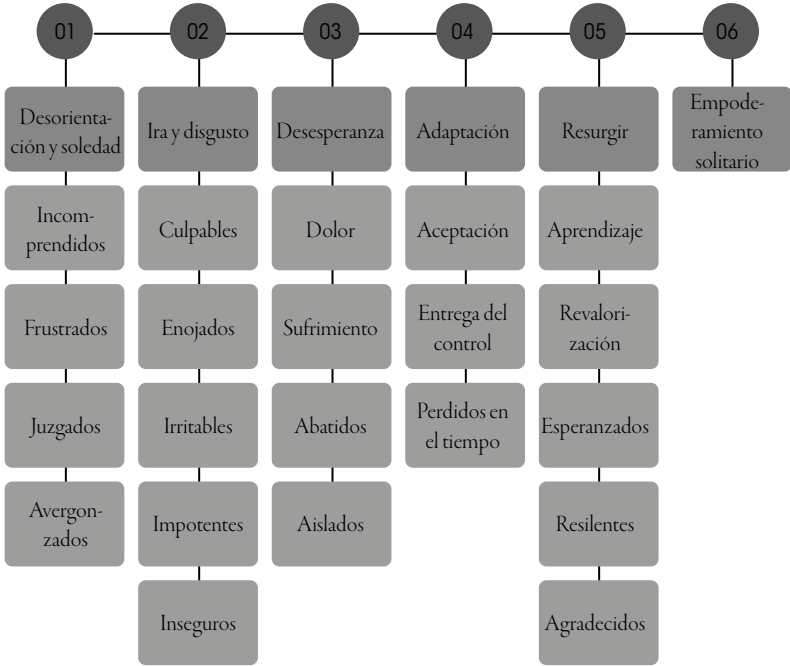 01
02
03
04
05
06
Desorienta-
ción y soledad
Ira y disgusto
Desesperanza
Adaptación
Resurgir
Empode-
ramiento
solitario
Incom-
prendidos
Culpables
Dolor
Aceptación
Aprendizaje
Frustrados
Enojados
Sufrimiento
Entrega del
control
Revalori-
zación
Juzgados
Irritables
Abatidos
Perdidos en
el tiempo
Esperanzados
Avergon-
zados
Impotentes
Aislados
Resilentes
Inseguros
Agradecidos